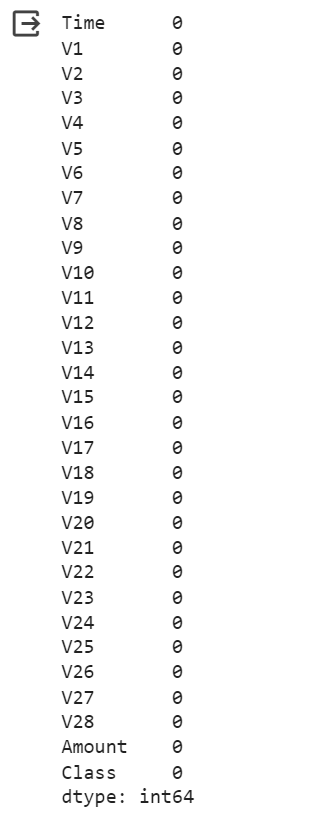 Time 0
V1 0
V2 0
V3 0
V4 0
V5 0
V6 0
V7 0
V8 0
V9 0
V10 0
V11 0
V12 0
V13 0
V14 0
V15 0
V16 0
V17 0
V18 0
V19 0
V20 0
V21 0
V22 0
V23 0
V24 0
V25 0
V26 0
V27 0
V28 0
Amount 0
Class 0
dtype: int64